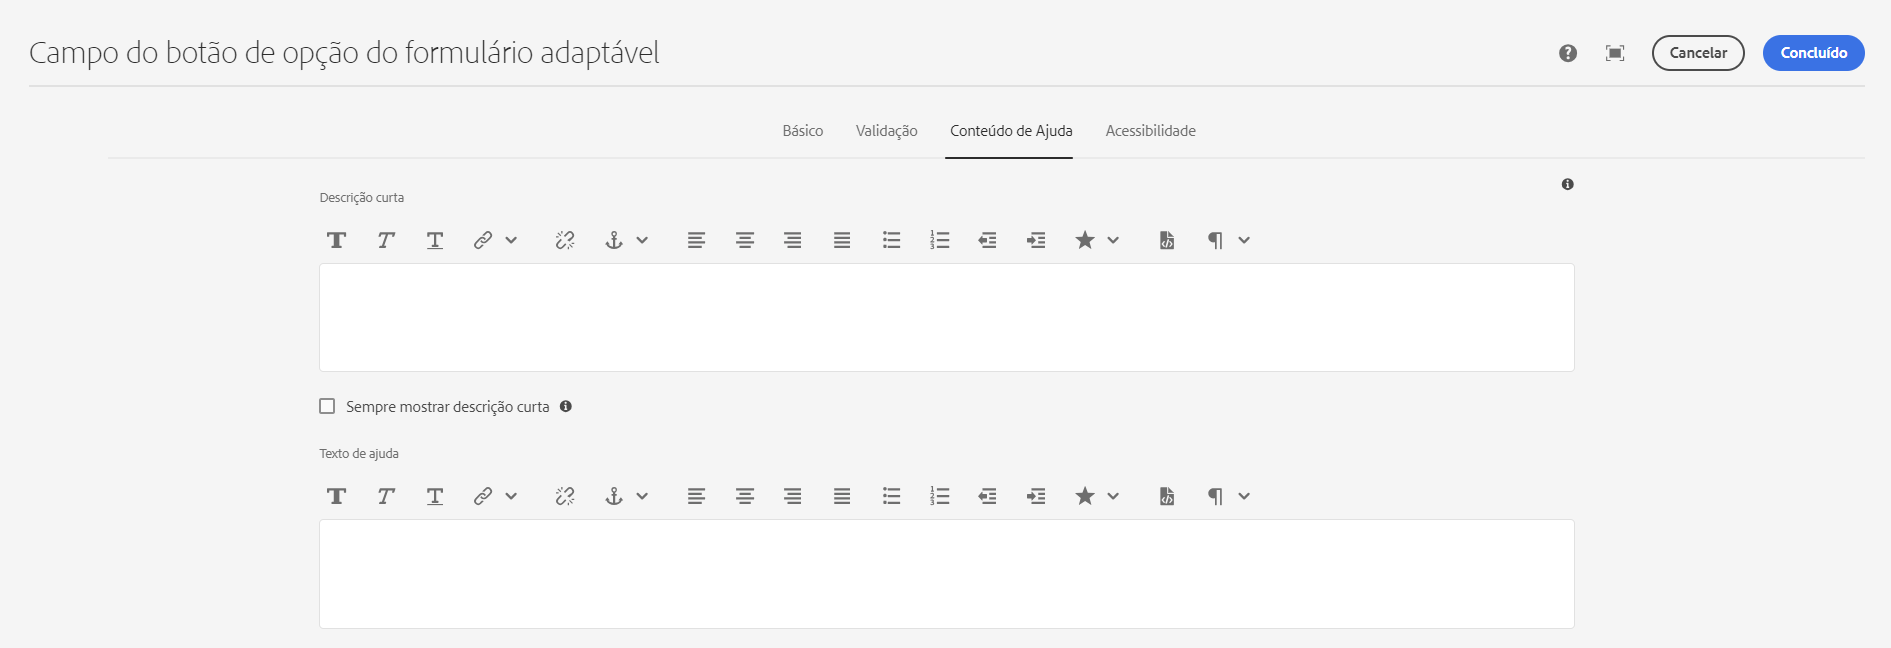 Campo do botão de opção do formulário adaptável
Cancelar
Concluído
Básico
Validação
Conteúdo de Ajuda
Acessibilidade
Descrição curta
Sempre mostrar descrição curta
Texto de ajuda